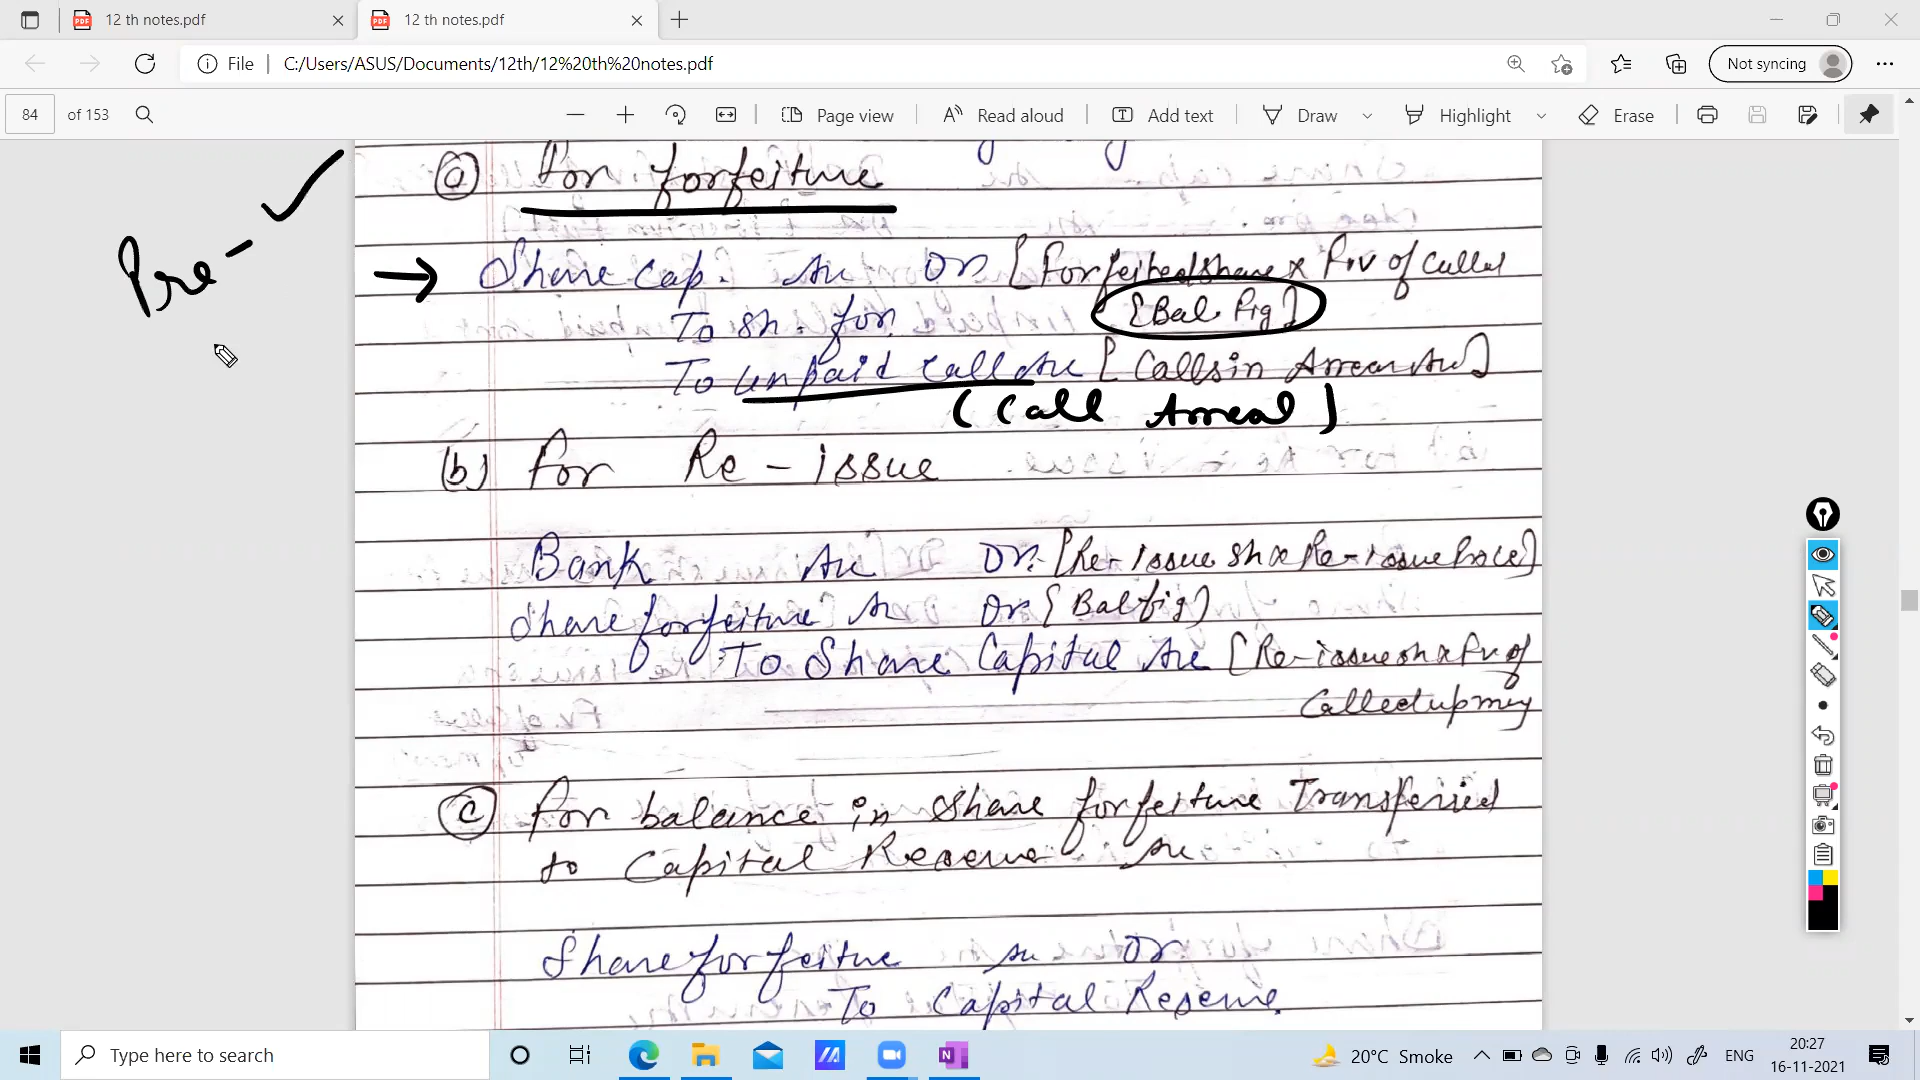 12 th notes.pdf
12 th notes.pdf
File
C:/Users/ASUS/Documents/12th/12%20th%20notes.pdf
Not syncing
84 of 153
Page view
Read aloud
Add text
Draw
Highlight
Erase
(a) For forfeiture
Pre-
Share Cap. A/c Dr [Forfeited share x P.v of called
To sh. for. [Bal. Fig]
To unpaid call A/c [Calls in Arrear A/c]
(Call Arrear)
(b) For Re-issue
Bank A/c Dr. [Re-issue sh x Re-issue Price]
Share forfeiture A/c Dr [Bal fig]
To Share Capital A/c [Re-issue sh x F.v of
Called up mny
(c) For balance in share forfeiture Transferred
to Capital Reserve A/c
Share forfeiture A/c Dr
To Capital Reserve.
Type here to search
20°C Smoke
ENG
20:27
16-11-2021